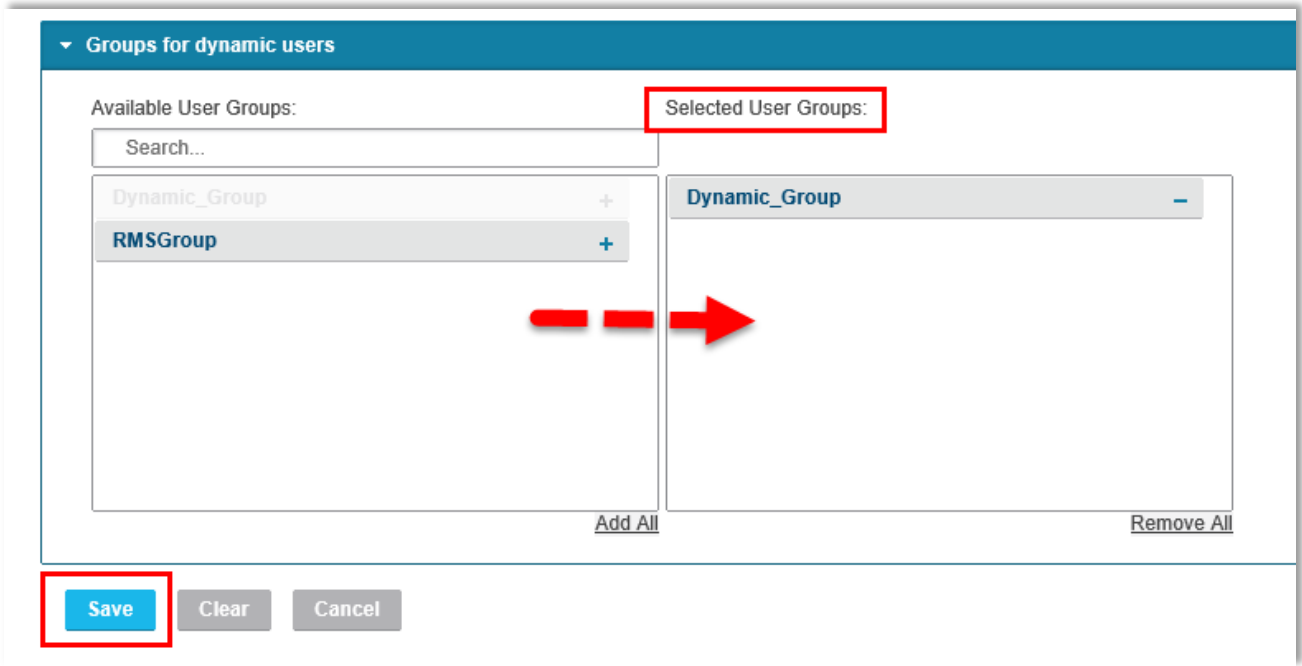 Groups for dynamic users
Available User Groups:
Selected User Groups:
Search...
Dynamic_Group +
RMSGroup +
Dynamic_Group –
Add All
Remove All
Save
Clear
Cancel